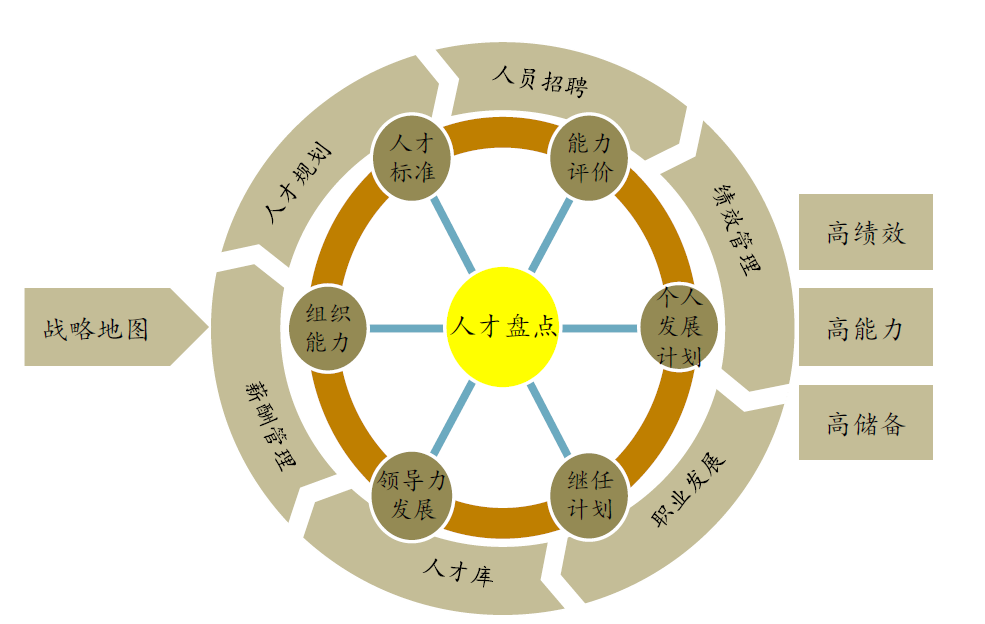 人员招聘
人才规划
绩效管理
职业发展
人才库
薪酬管理
人才
标准
能力
评价
个人
发展
计划
继任
计划
领导力
发展
组织
能力
人才盘点
战略地图
高绩效
高能力
高储备